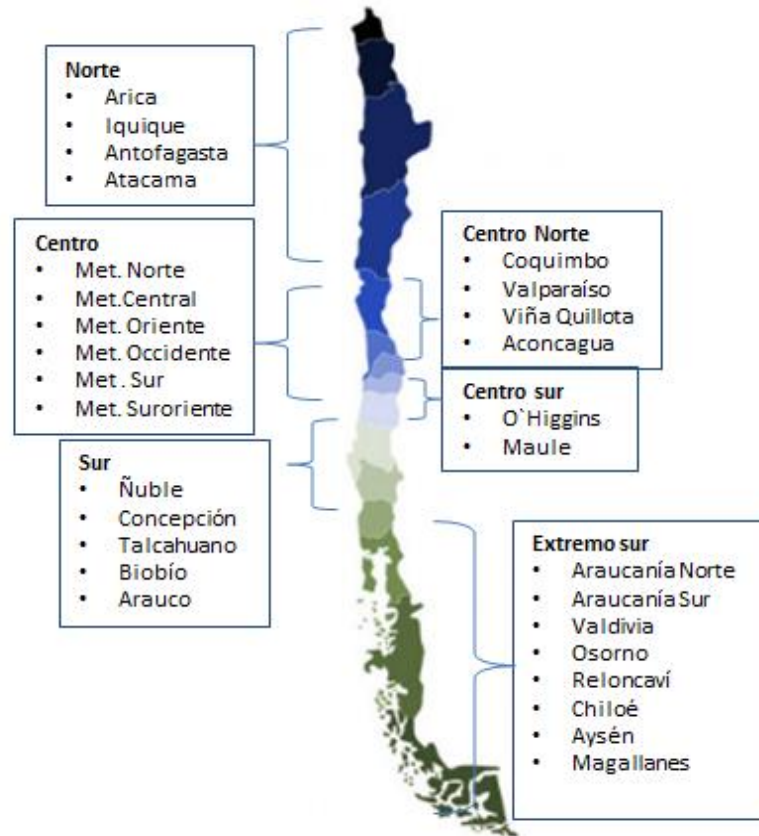 Norte
• Arica
• Iquique
• Antofagasta
• Atacama
Centro
• Met. Norte
• Met.Central
• Met. Oriente
• Met. Occidente
• Met . Sur
• Met. Suroriente
Centro Norte
• Coquimbo
• Valparaíso
• Viña Quillota
• Aconcagua
Centro sur
• O`Higgins
• Maule
Sur
• Ñuble
• Concepción
• Talcahuano
• Biobío
• Arauco
Extremo sur
• Araucanía Norte
• Araucanía Sur
• Valdivia
• Osorno
• Reloncaví
• Chiloé
• Aysén
• Magallanes